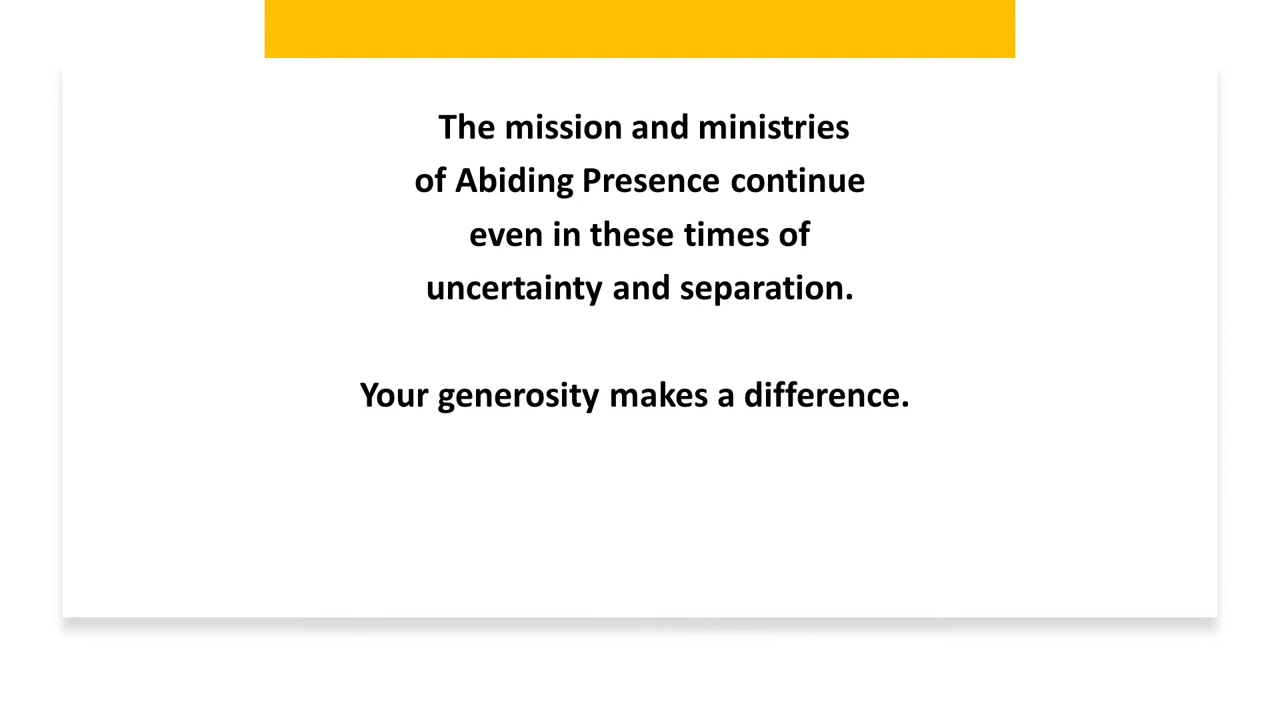 The mission and ministries
of Abiding Presence continue
even in these times of
uncertainty and separation.
Your generosity makes a difference.